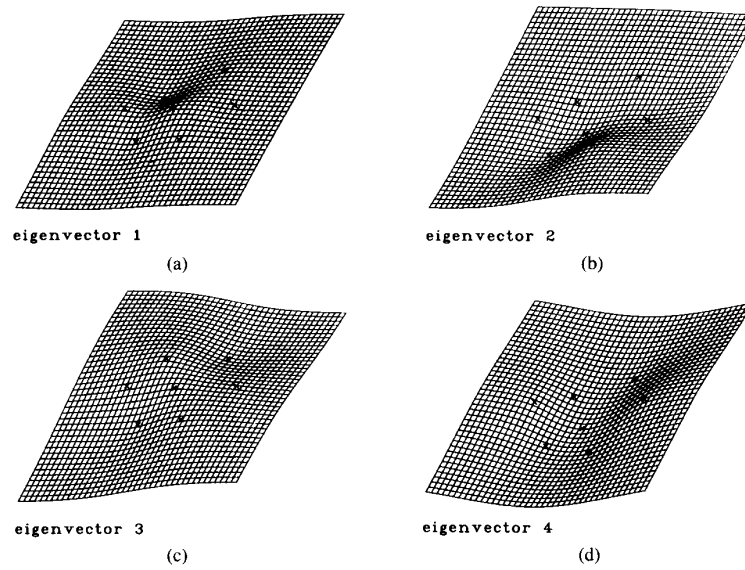 eigenvector 1
(a)
eigenvector 2
(b)
eigenvector 3
(c)
eigenvector 4
(d)